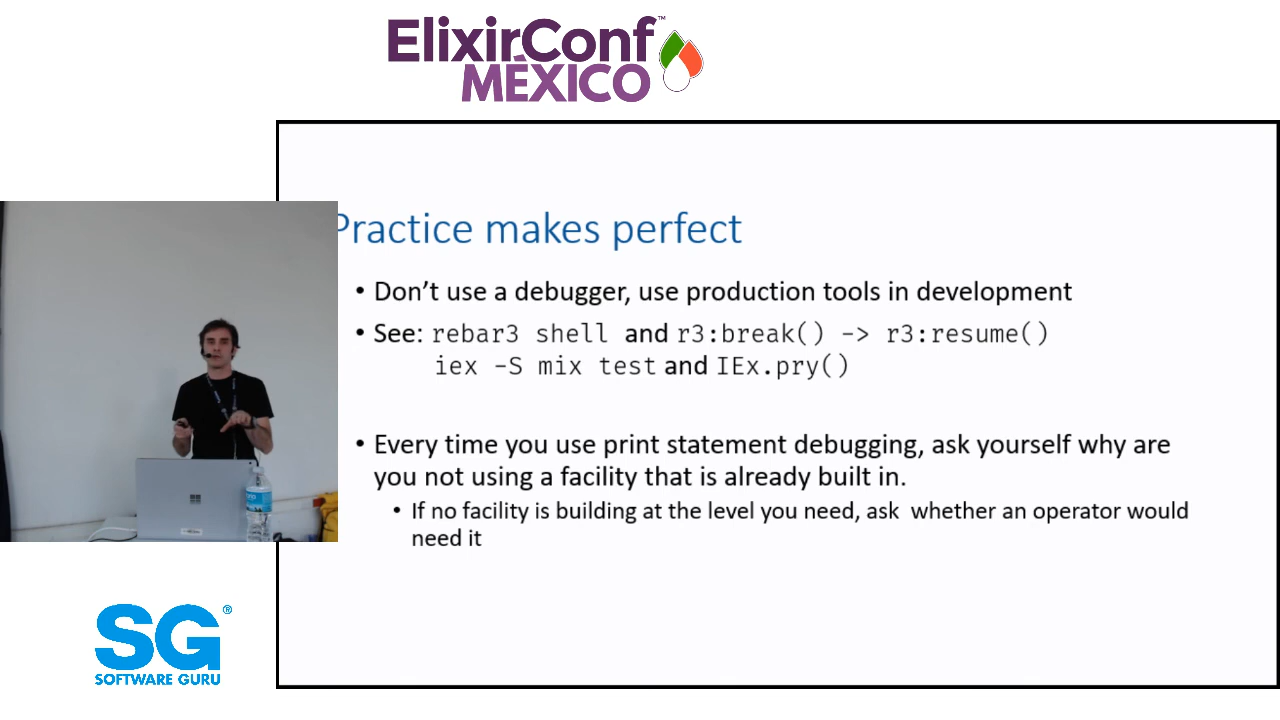 ElixirConf™
MÉXICO
Practice makes perfect
• Don’t use a debugger, use production tools in development
• See: rebar3 shell and r3:break() -> r3:resume()
iex -S mix test and IEx.pry()
• Every time you use print statement debugging, ask yourself why are
you not using a facility that is already built in.
• If no facility is building at the level you need, ask whether an operator would
need it
SG®
SOFTWARE GURU